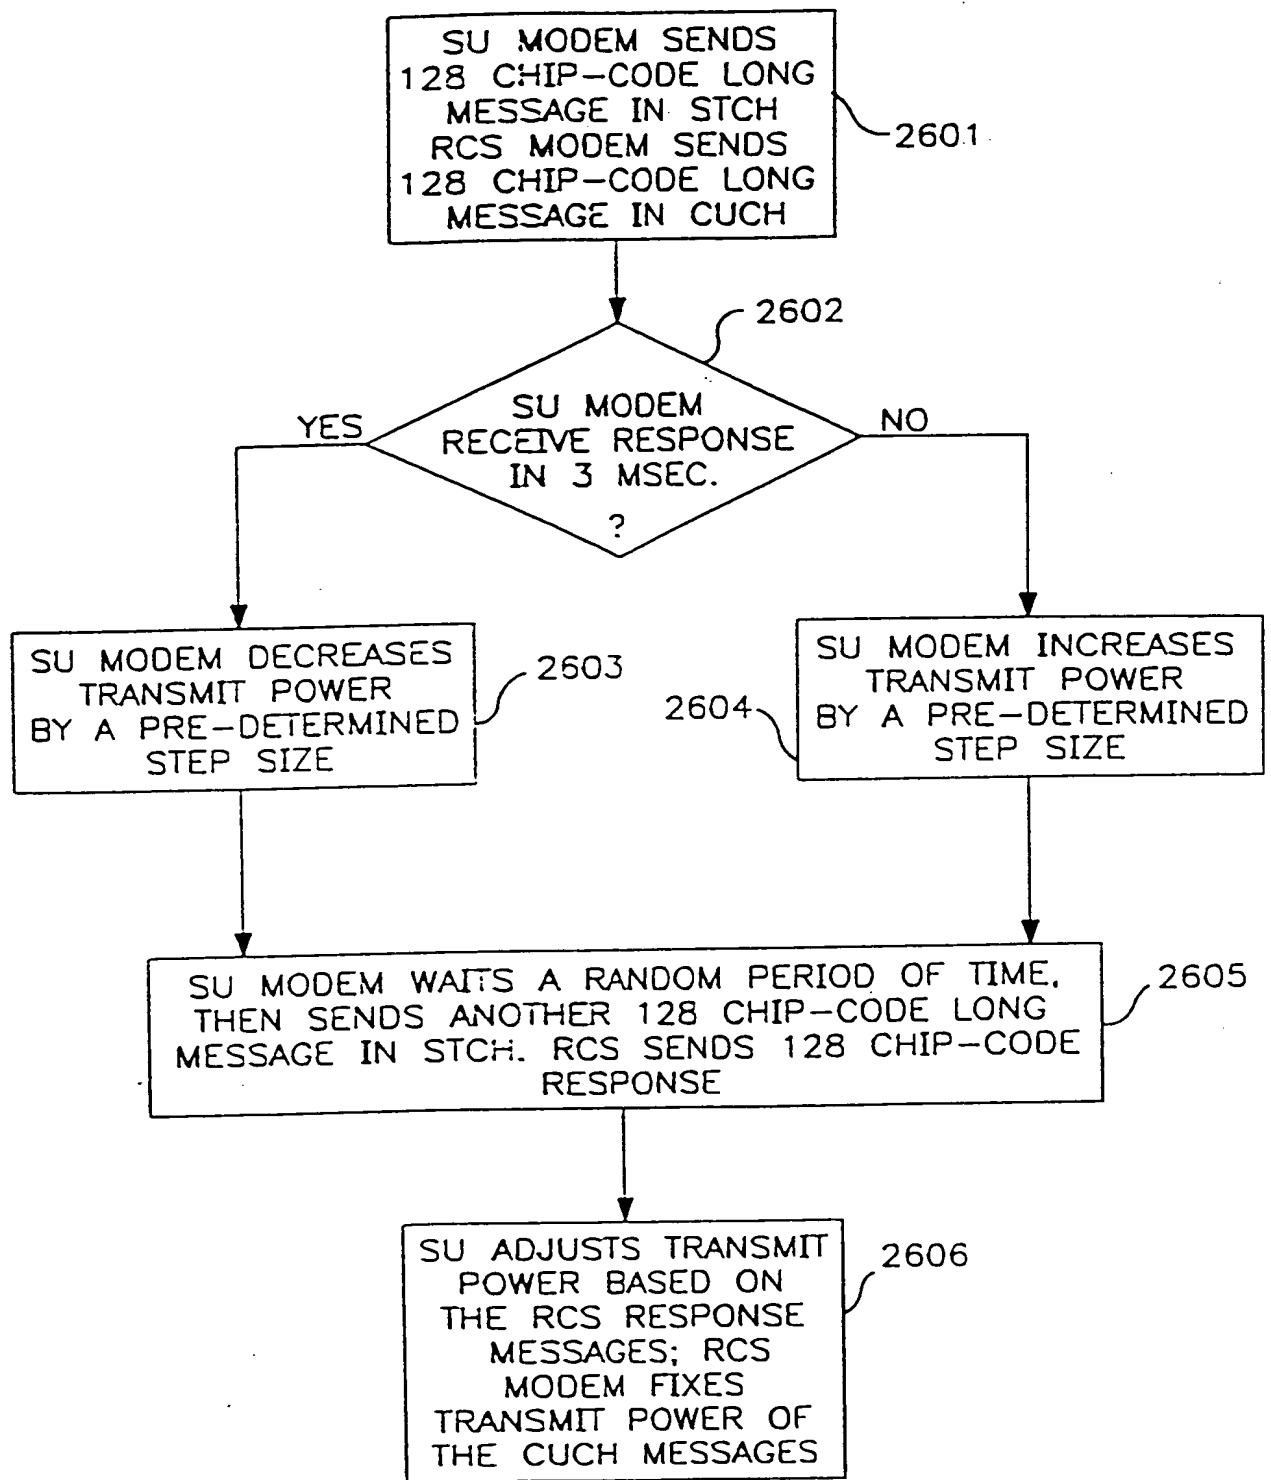 SU MODEM SENDS
128 CHIP-CODE LONG
MESSAGE IN STCH
RCS MODEM SENDS
128 CHIP-CODE LONG
MESSAGE IN CUCH
2601
2602
SU MODEM
RECEIVE RESPONSE
IN 3 MSEC.
?
YES
NO
SU MODEM DECREASES
TRANSMIT POWER
BY A PRE-DETERMINED
STEP SIZE
2603
SU MODEM INCREASES
TRANSMIT POWER
BY A PRE-DETERMINED
STEP SIZE
2604
SU MODEM WAITS A RANDOM PERIOD OF TIME,
THEN SENDS ANOTHER 128 CHIP-CODE LONG
MESSAGE IN STCH. RCS SENDS 128 CHIP-CODE
RESPONSE
2605
SU ADJUSTS TRANSMIT
POWER BASED ON
THE RCS RESPONSE
MESSAGES; RCS
MODEM FIXES
TRANSMIT POWER OF
THE CUCH MESSAGES
2606